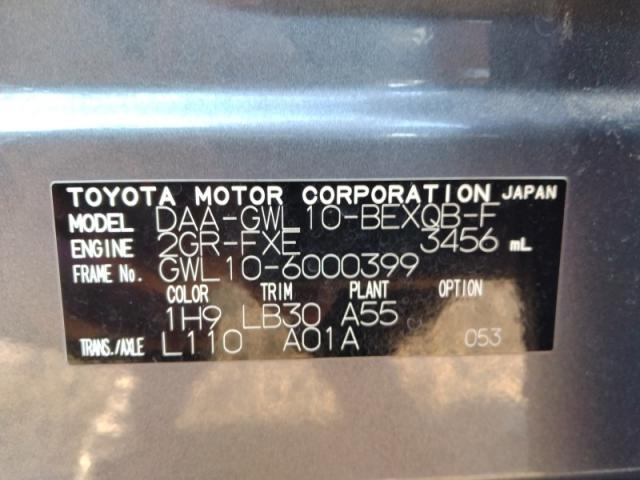 TOYOTA MOTOR CORPORATION JAPAN
MODEL DAA-GWL10-BEXQB-F
ENGINE 2GR-FXE 3456 mL
FRAME No. GWL10-6000399
COLOR TRIM PLANT OPTION
1H9 LB30 A55
TRANS./AXLE L110 A01A 053